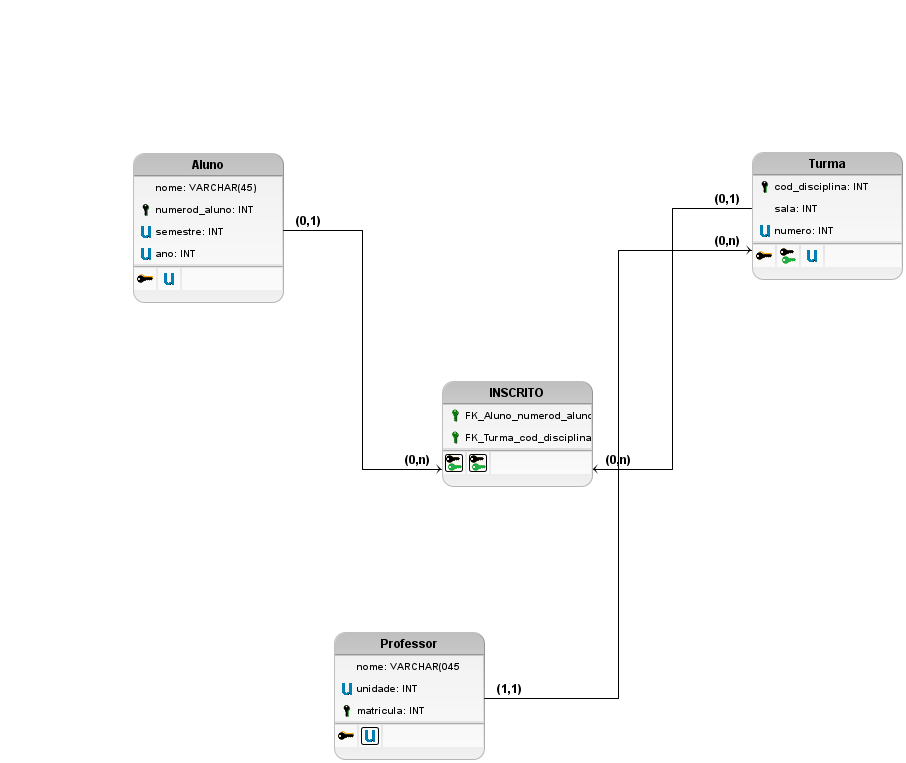 Aluno
nome: VARCHAR(45)
numerod_aluno: INT
semestre: INT
ano: INT
(0,1)
Turma
cod_disciplina: INT
sala: INT
numero: INT
(0,1)
(0,n)
INSCRITO
FK_Aluno_numerod_aluno
FK_Turma_cod_disciplina
(0,n)
(0,n)
Professor
nome: VARCHAR(045
unidade: INT
matricula: INT
(1,1)